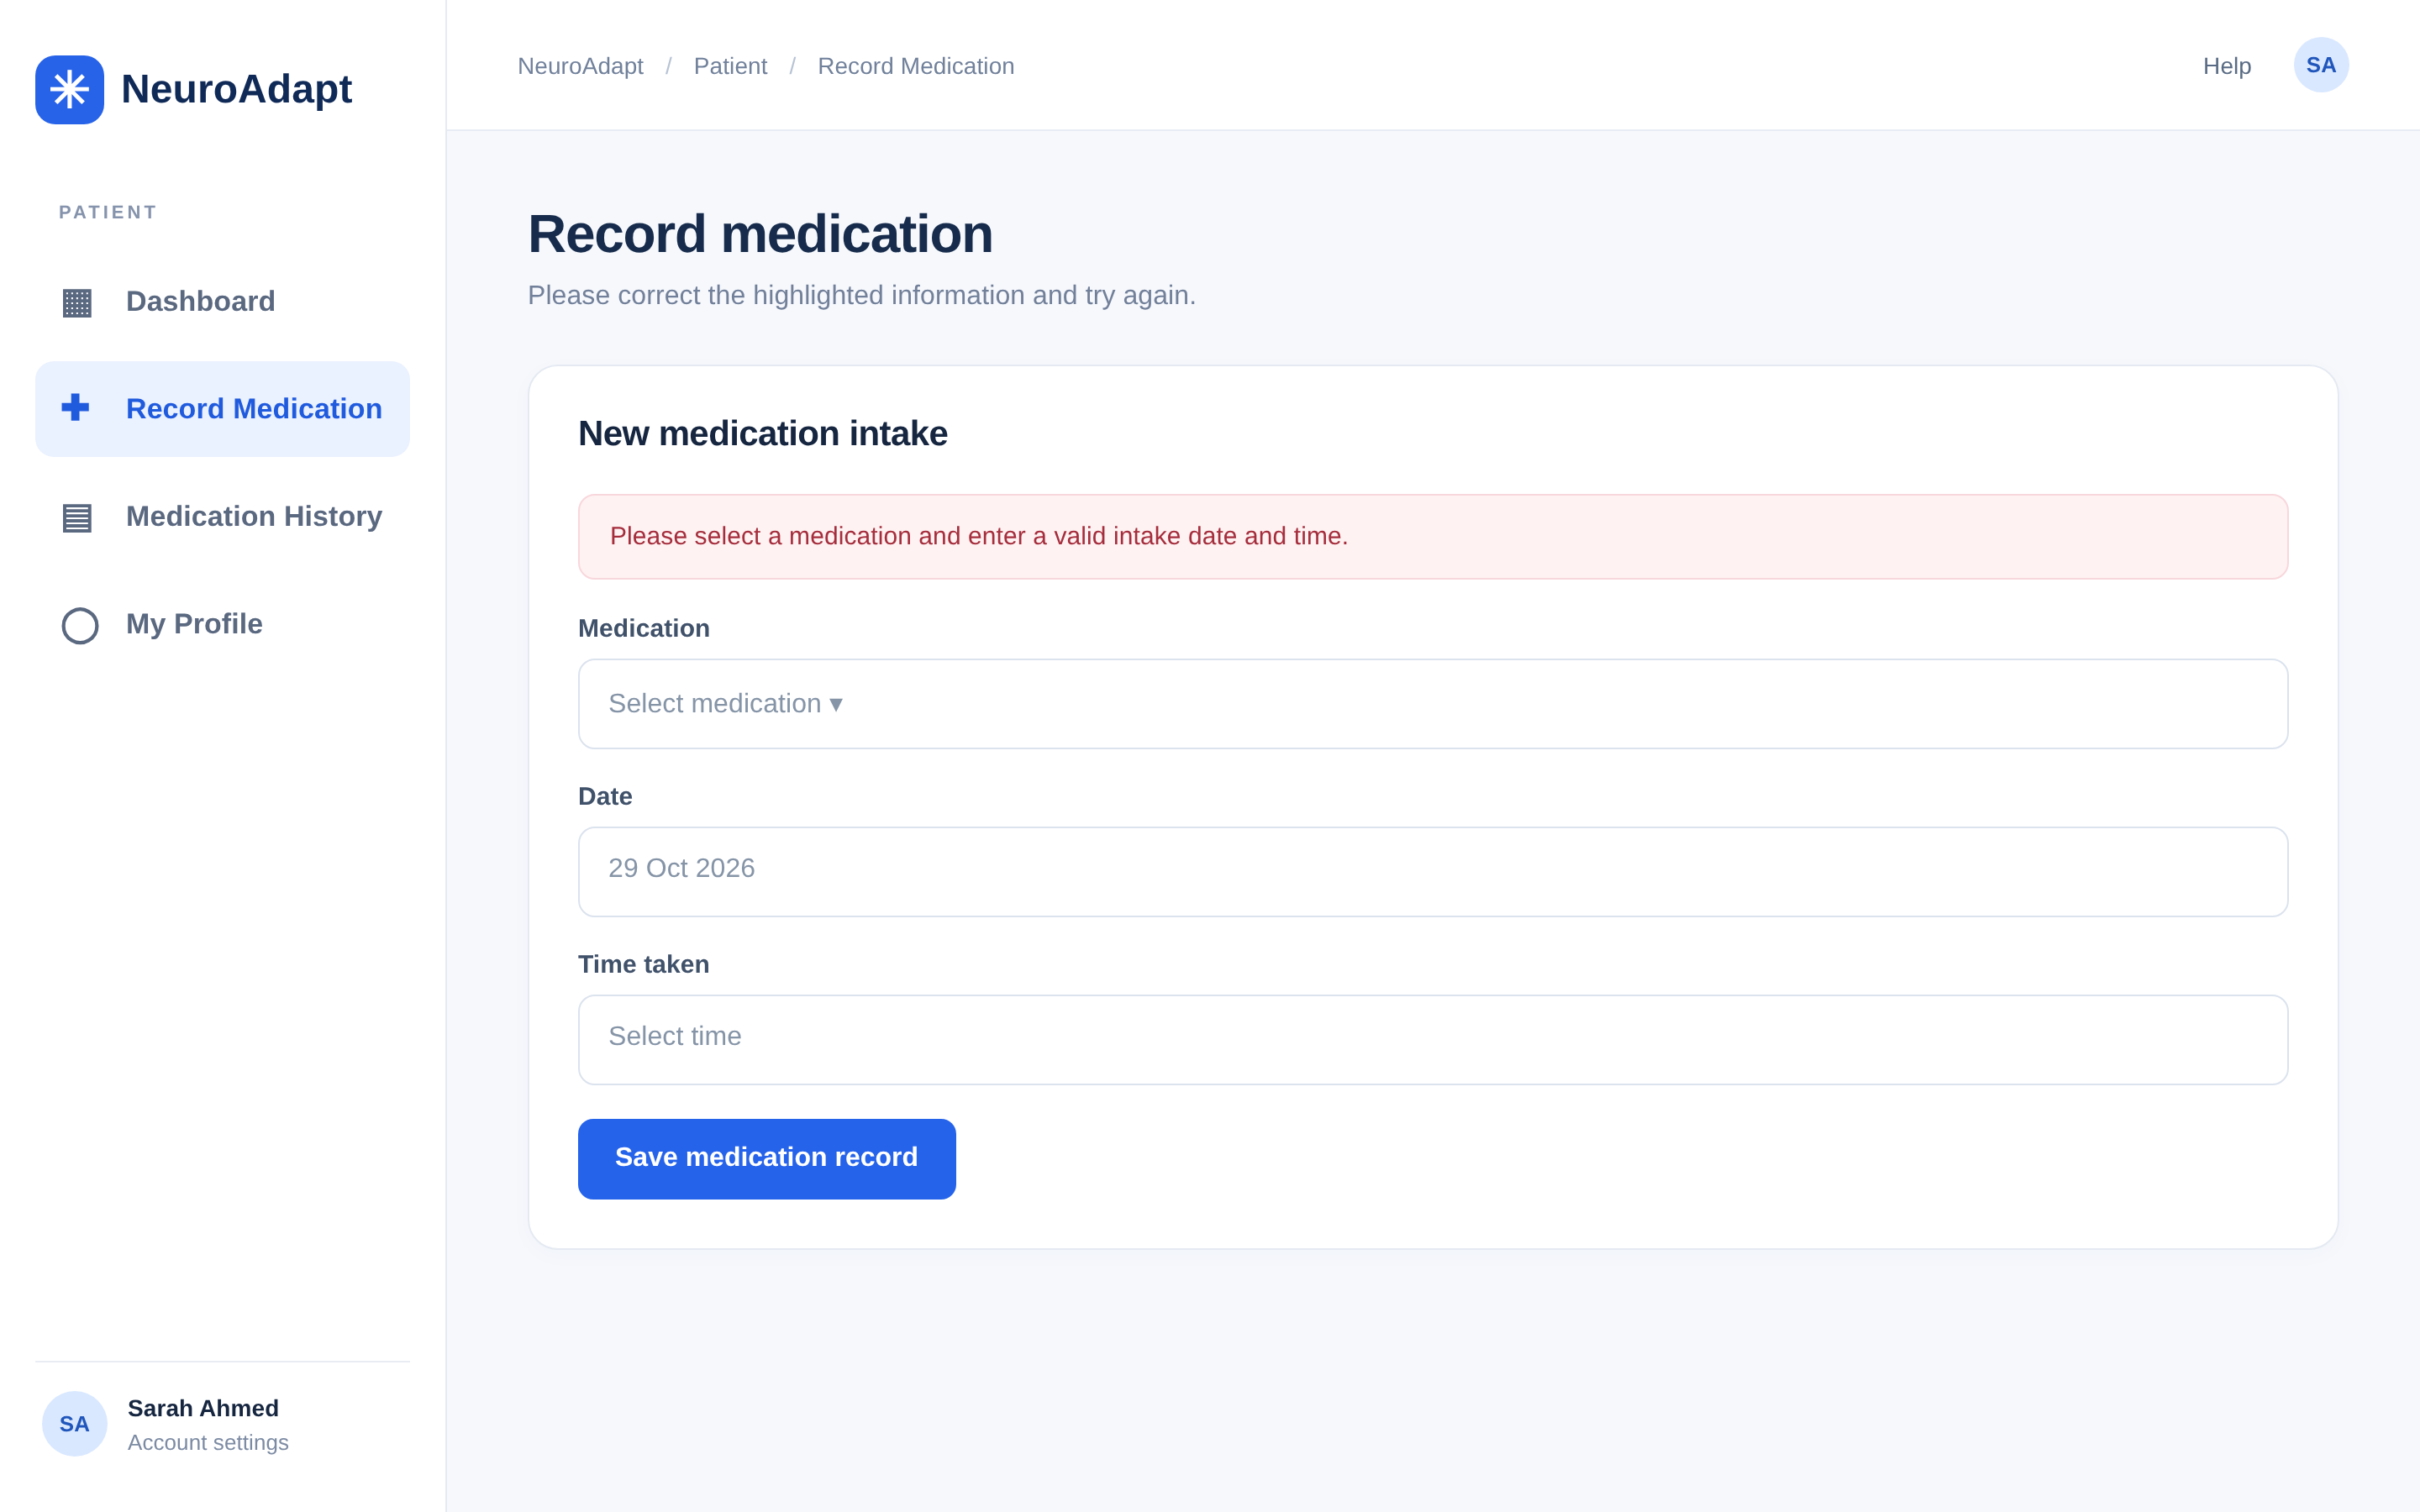 NeuroAdapt
PATIENT
Dashboard
Record Medication
Medication History
My Profile
Sarah Ahmed
Account settings
SA
NeuroAdapt / Patient / Record Medication
Help
SA
Record medication
Please correct the highlighted information and try again.
New medication intake
Please select a medication and enter a valid intake date and time.
Medication
Select medication ▾
Date
29 Oct 2026
Time taken
Select time
Save medication record